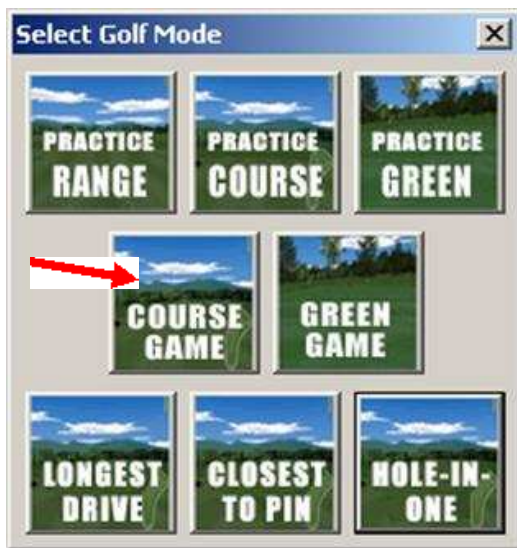 Select Golf Mode
PRACTICE
RANGE
PRACTICE
COURSE
PRACTICE
GREEN
COURSE
GAME
GREEN
GAME
LONGEST
DRIVE
CLOSEST
TO PIN
HOLE-IN-
ONE